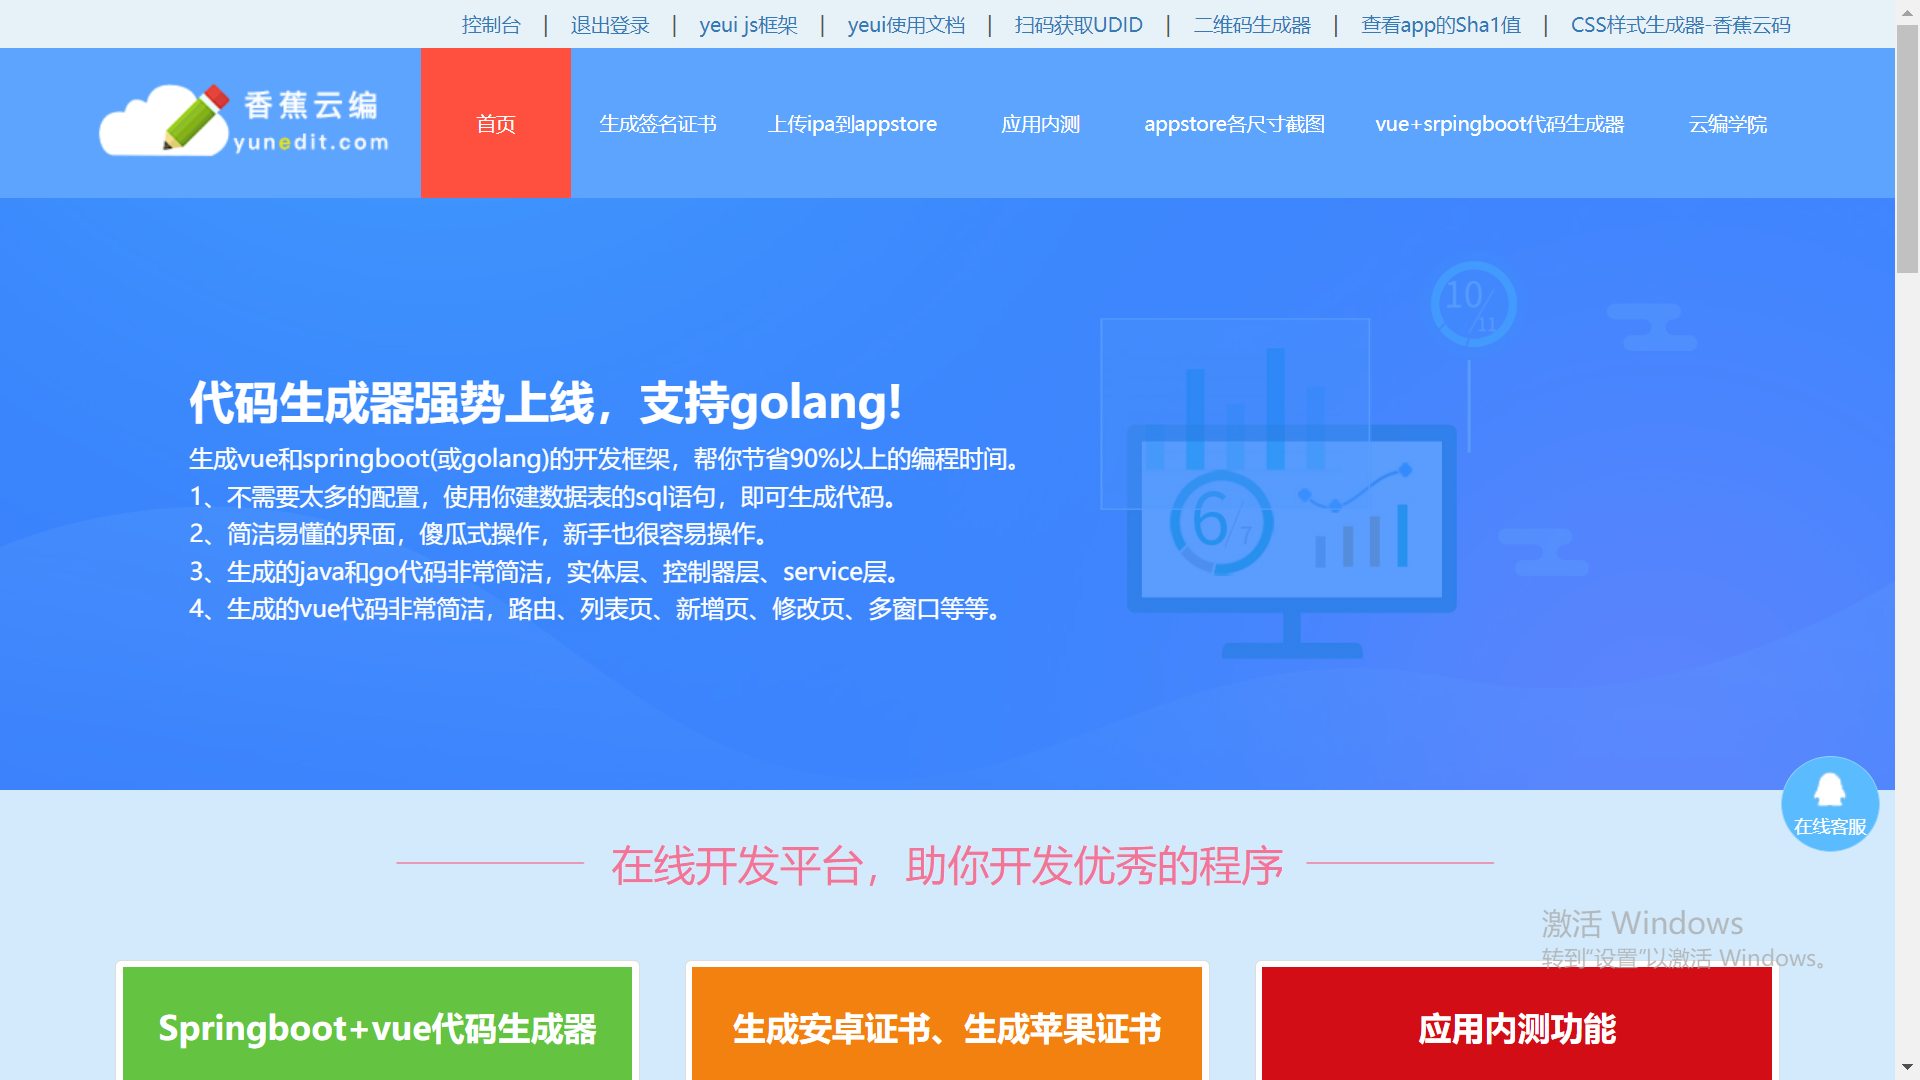 控制台 | 退出登录 | yeui js框架 | yeui使用文档 | 扫码获取UDID | 二维码生成器 | 查看app的Sha1值 | CSS样式生成器-香蕉云码
香蕉云编
yunedit.com
首页 生成签名证书 上传ipa到appstore 应用内测 appstore各尺寸截图 vue+srpingboot代码生成器 云编学院
10/11
6/7
代码生成器强势上线，支持golang!
生成vue和springboot(或golang)的开发框架，帮你节省90%以上的编程时间。
1、不需要太多的配置，使用你建数据表的sql语句，即可生成代码。
2、简洁易懂的界面，傻瓜式操作，新手也很容易操作。
3、生成的java和go代码非常简洁，实体层、控制器层、service层。
4、生成的vue代码非常简洁，路由、列表页、新增页、修改页、多窗口等等。
在线客服
在线开发平台，助你开发优秀的程序
激活 Windows
转到“设置”以激活 Windows。
Springboot+vue代码生成器
生成安卓证书、生成苹果证书
应用内测功能